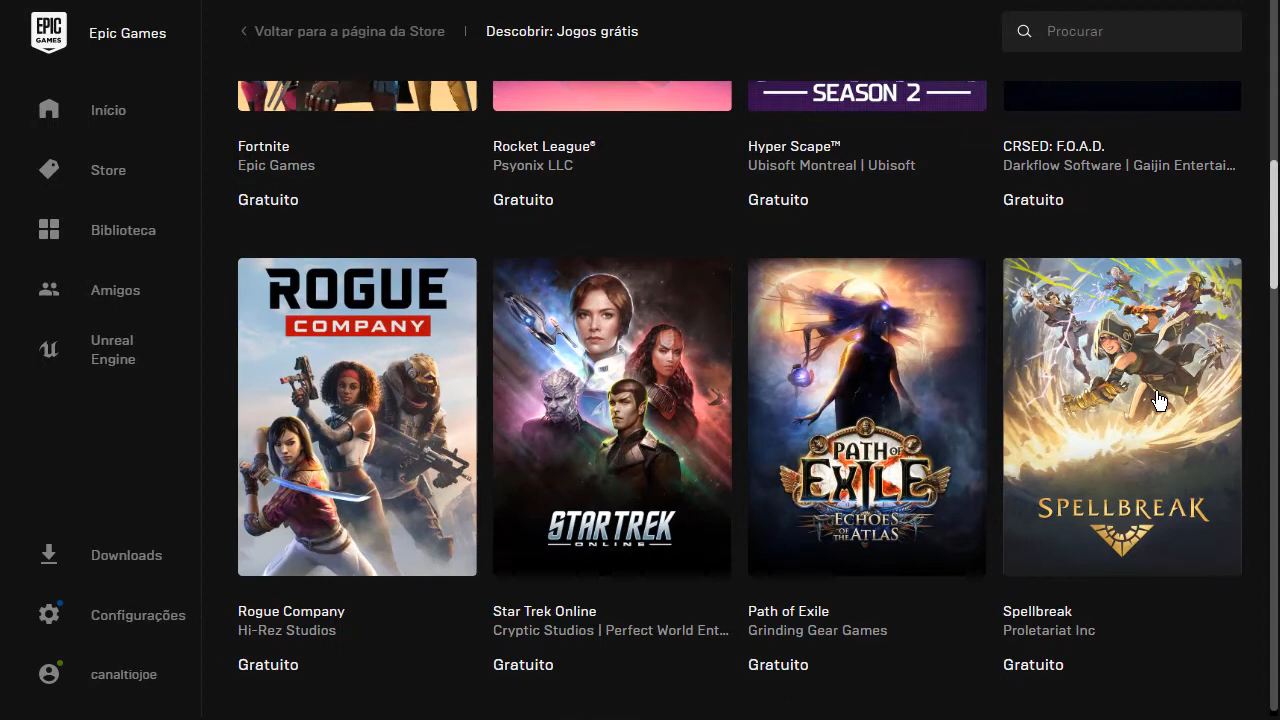 EPIC
GAMES
Epic Games
Voltar para a página da Store
Descobrir: Jogos grátis
Procurar
Início
Store
Biblioteca
Amigos
Unreal
Engine
Downloads
Configurações
canaltiojoe
SEASON 2
Fortnite
Epic Games
Gratuito
Rocket League®
Psyonix LLC
Gratuito
Hyper Scape™
Ubisoft Montreal | Ubisoft
Gratuito
CRSED: F.O.A.D.
Darkflow Software | Gaijin Entertai...
Gratuito
ROGUE
COMPANY
Rogue Company
Hi-Rez Studios
Gratuito
STAR TREK
ONLINE
Star Trek Online
Cryptic Studios | Perfect World Ent...
Gratuito
PATH OF
EXILE
ECHOES
OF THE ATLAS
Path of Exile
Grinding Gear Games
Gratuito
SPELLBREAK
Spellbreak
Proletariat Inc
Gratuito